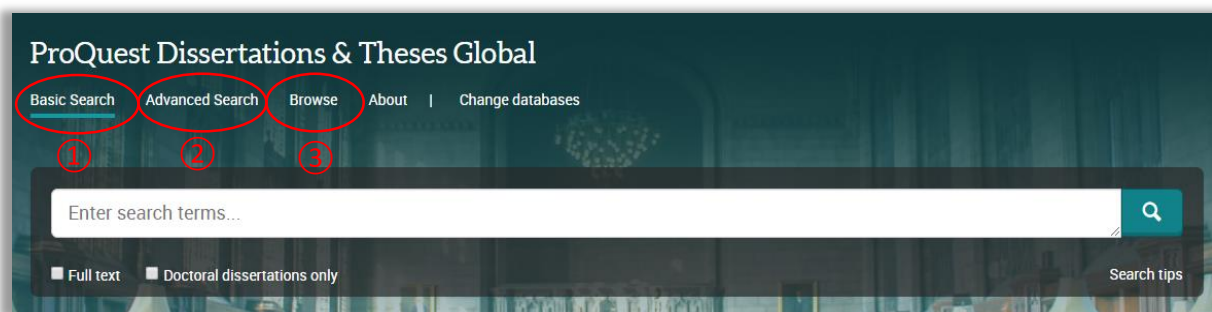 ProQuest Dissertations & Theses Global
Basic Search Advanced Search Browse About | Change databases
① ② ③
Enter search terms...
Full text Doctoral dissertations only Search tips